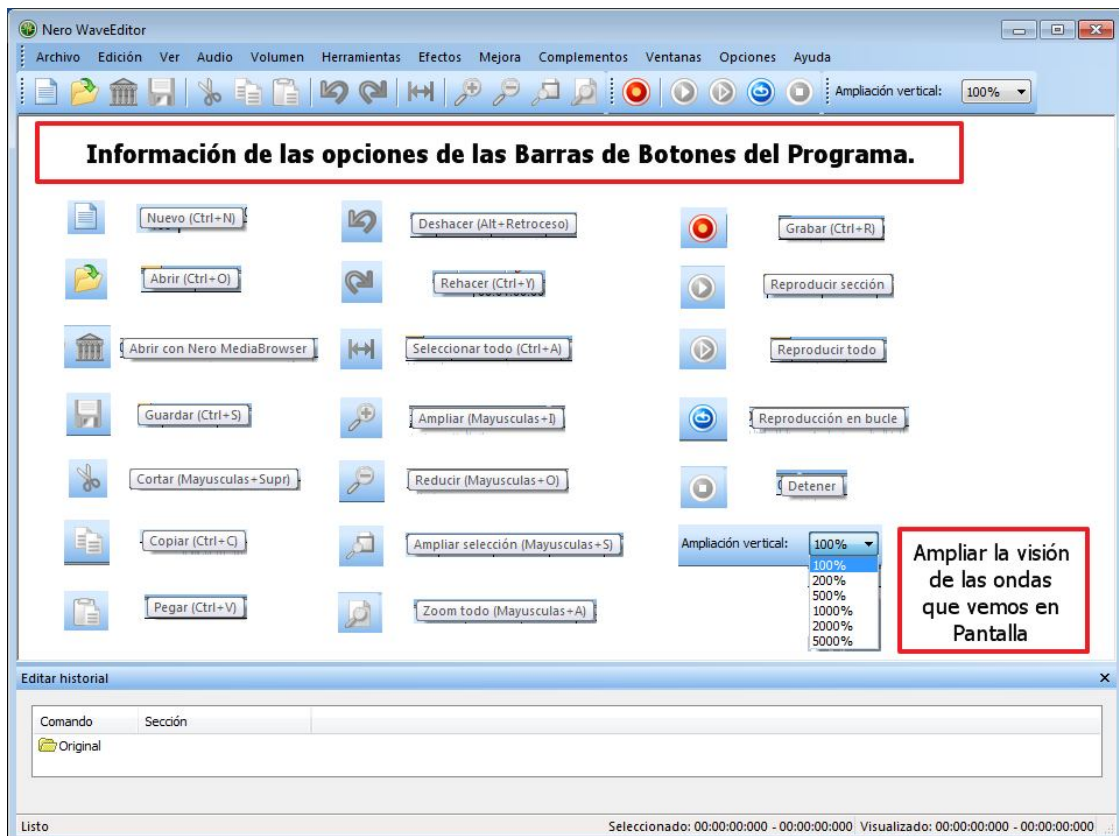 Nero WaveEditor
Archivo Edición Ver Audio Volumen Herramientas Efectos Mejora Complementos Ventanas Opciones Ayuda
Ampliación vertical: 100%
Información de las opciones de las Barras de Botones del Programa.
Nuevo (Ctrl+N)
Abrir (Ctrl+O)
Abrir con Nero MediaBrowser
Guardar (Ctrl+S)
Cortar (Mayusculas+Supr)
Copiar (Ctrl+C)
Pegar (Ctrl+V)
Deshacer (Alt+Retroceso)
Rehacer (Ctrl+Y)
Seleccionar todo (Ctrl+A)
Ampliar (Mayusculas+I)
Reducir (Mayusculas+O)
Ampliar selección (Mayusculas+S)
Zoom todo (Mayusculas+A)
Grabar (Ctrl+R)
Reproducir sección
Reproducir todo
Reproducción en bucle
Detener
Ampliación vertical: 100%
100%
200%
500%
1000%
2000%
5000%
Ampliar la visión
de las ondas
que vemos en
Pantalla
Editar historial
Comando Sección
Original
Listo Seleccionado: 00:00:00:000 - 00:00:00:000 Visualizado: 00:00:00:000 - 00:00:00:000